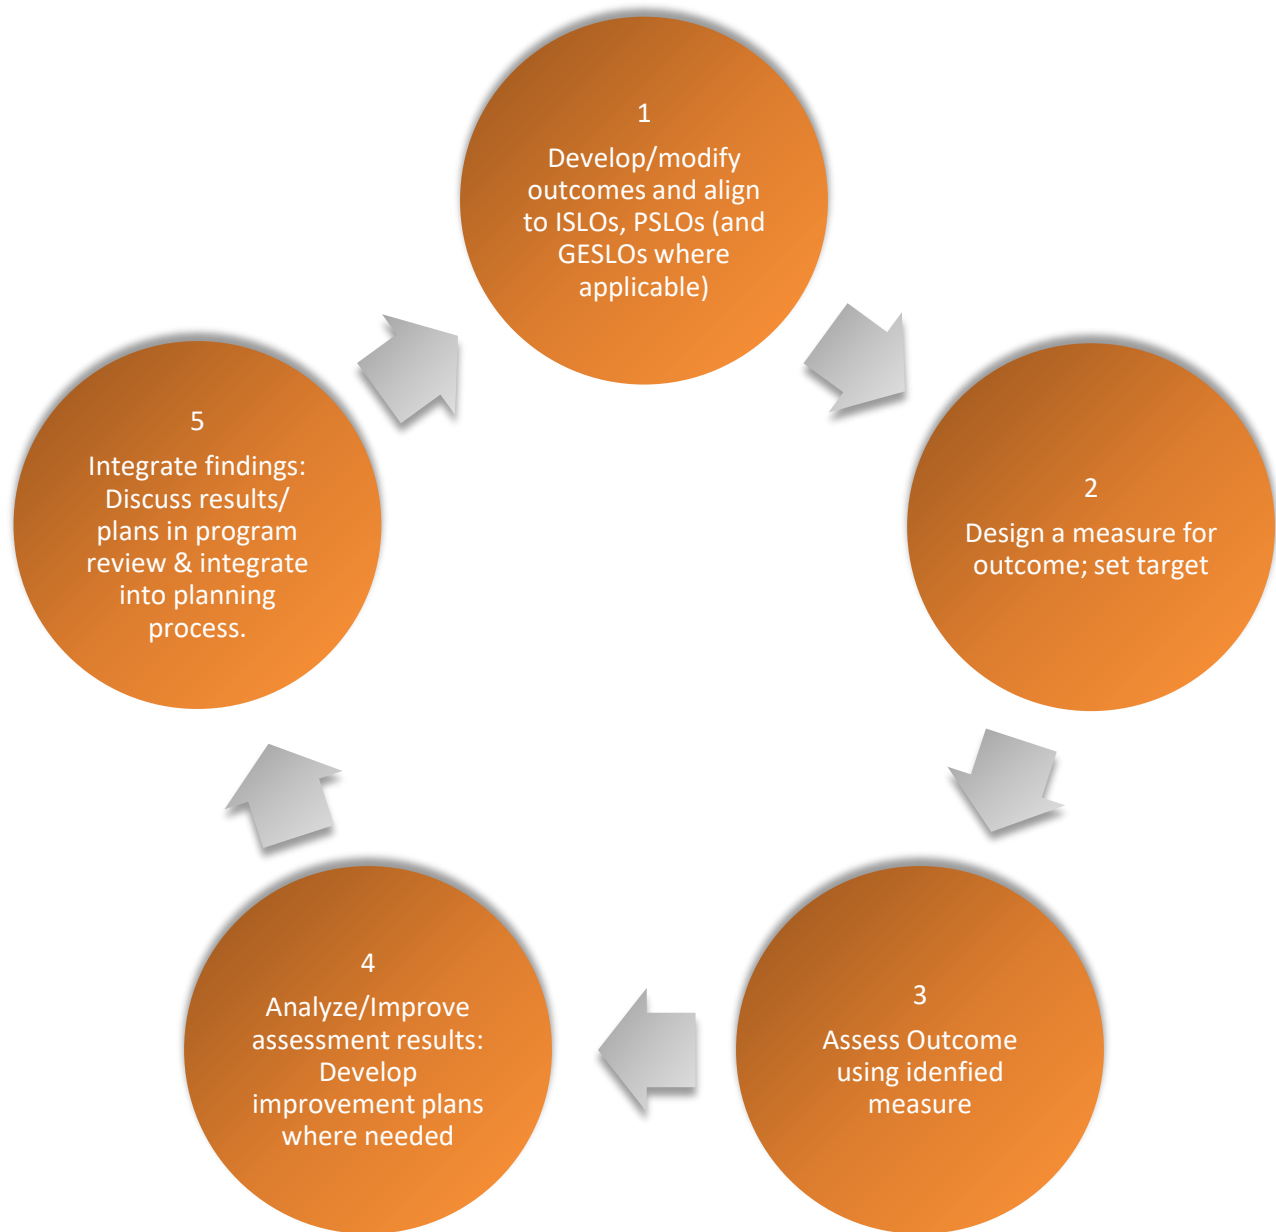 1
Develop/modify
outcomes and align
to ISLOs, PSLOs (and
GESLOs where
applicable)
2
Design a measure for
outcome; set target
3
Assess Outcome
using idenfied
measure
4
Analyze/Improve
assessment results:
Develop
improvement plans
where needed
5
Integrate findings:
Discuss results/
plans in program
review & integrate
into planning
process.